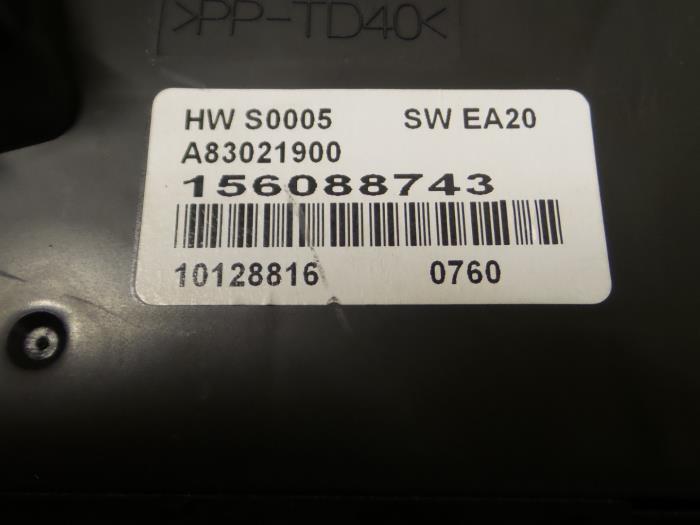 >PP-TD40<
HW S0005 SW EA20
A83021900
156088743
10128816 0760